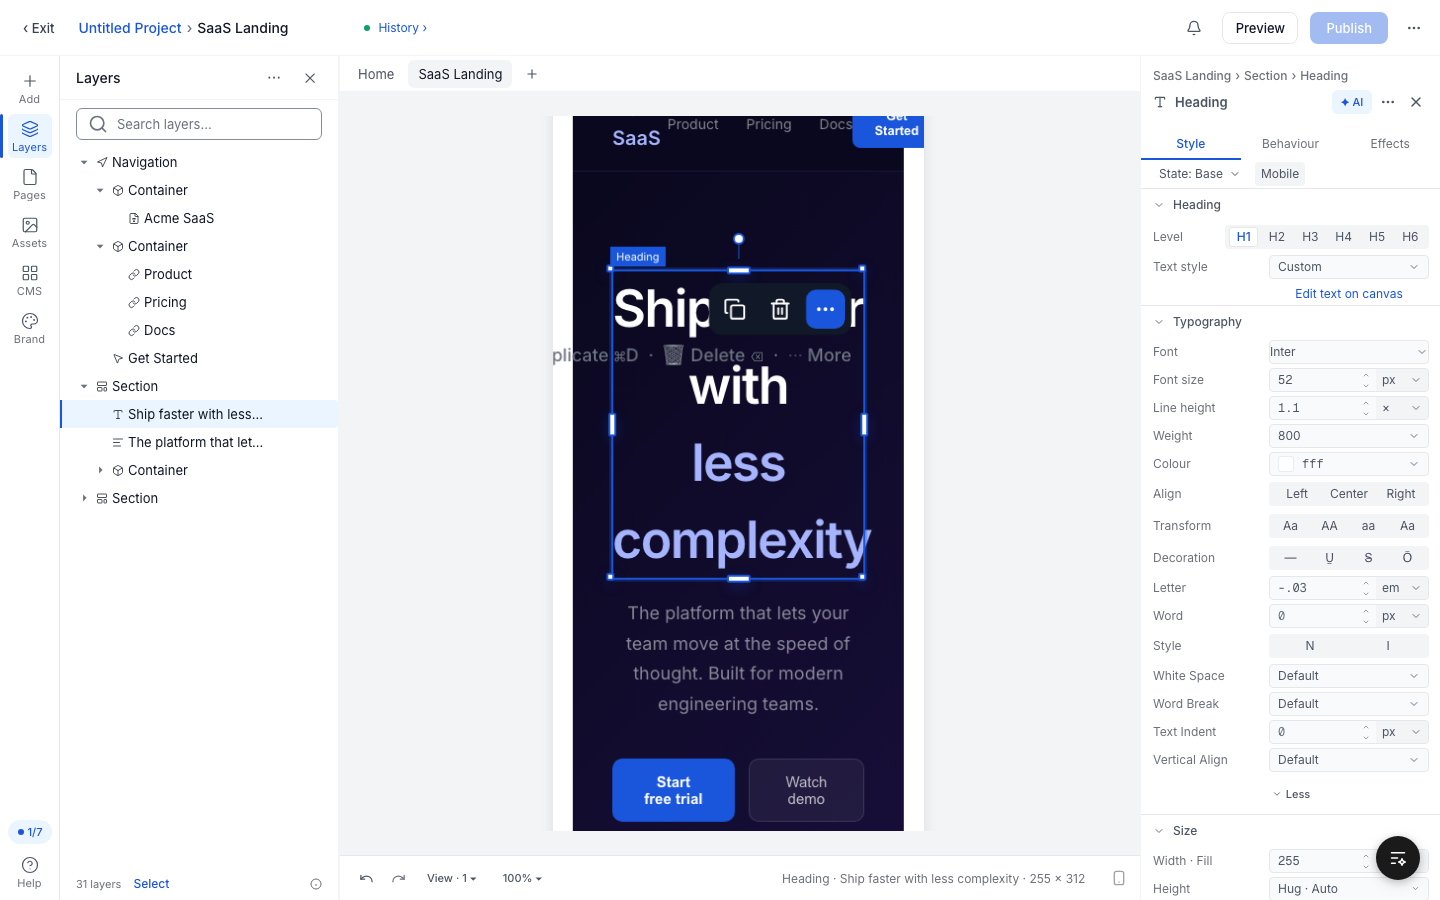 ‹ Exit
Untitled Project › SaaS Landing
History ›
Preview
Publish
Add
Layers
Pages
Assets
CMS
Brand
1/7
Help
Layers
Search layers...
Navigation
Container
Acme SaaS
Container
Product
Pricing
Docs
Get Started
Section
Ship faster with less...
The platform that let...
Container
Section
31 layers
Select
Home
SaaS Landing
SaaS
Product
Pricing
Docs
Get
Started
Heading
Ship
r
plicate ⌘D · 🗑 Delete ⌫ · ··· More
with
less
complexity
The platform that lets your
team move at the speed of
thought. Built for modern
engineering teams.
Start
free trial
Watch
demo
View · 1
100%
Heading · Ship faster with less complexity · 255 × 312
SaaS Landing › Section › Heading
Heading
AI
Style
Behaviour
Effects
State: Base
Mobile
Heading
Level
H1 H2 H3 H4 H5 H6
Text style
Custom
Edit text on canvas
Typography
Font
Inter
Font size
52
px
Line height
1.1
×
Weight
800
Colour
fff
Align
Left Center Right
Transform
Aa AA aa Aa
Decoration
— U S O
Letter
-.03
em
Word
0
px
Style
N I
White Space
Default
Word Break
Default
Text Indent
0
px
Vertical Align
Default
Less
Size
Width · Fill
255
Height
Hug · Auto